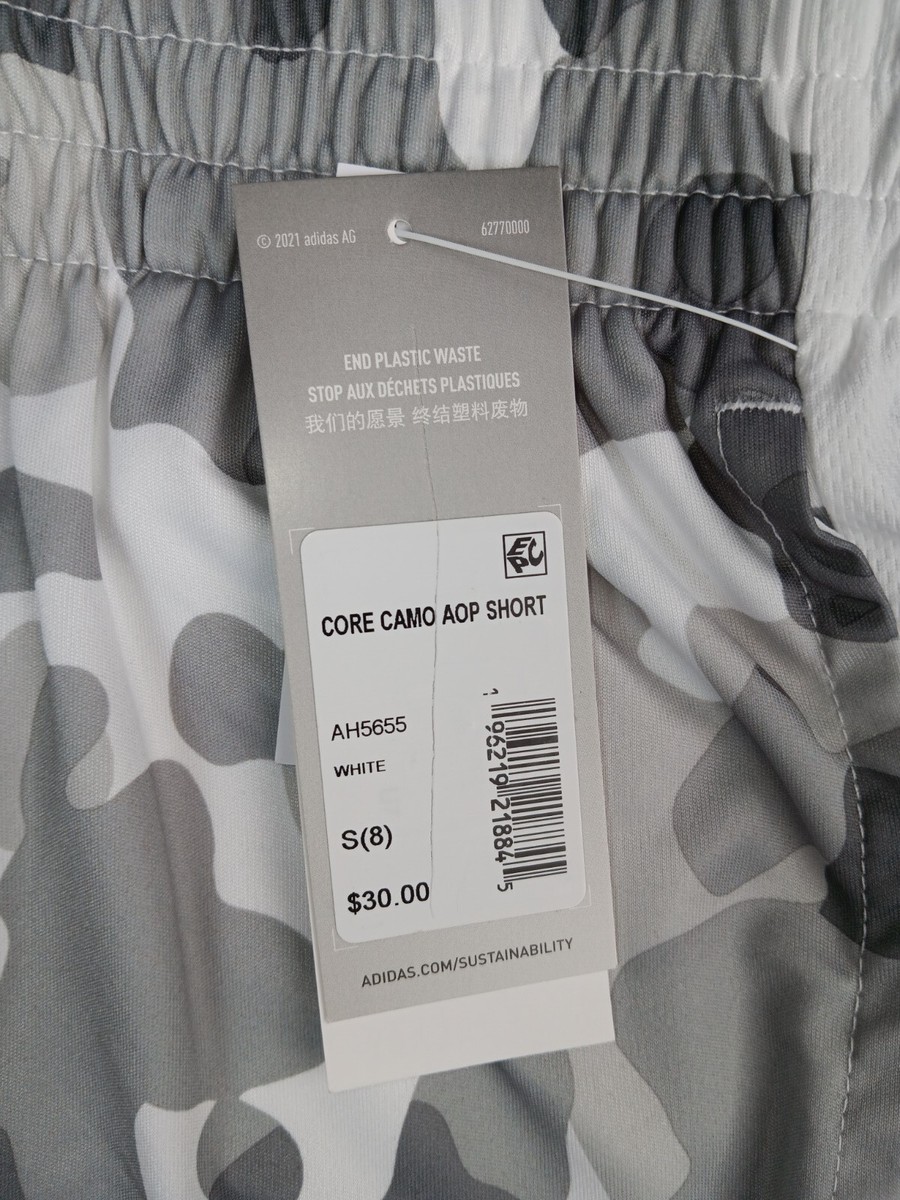 © 2021 adidas AG
62770000
END PLASTIC WASTE
STOP AUX DÉCHETS PLASTIQUES
我们的愿景 终结塑料废物
EPC
CORE CAMO AOP SHORT
AH5655
WHITE
S(8)
$30.00
1 96219 21884 5
ADIDAS.COM/SUSTAINABILITY